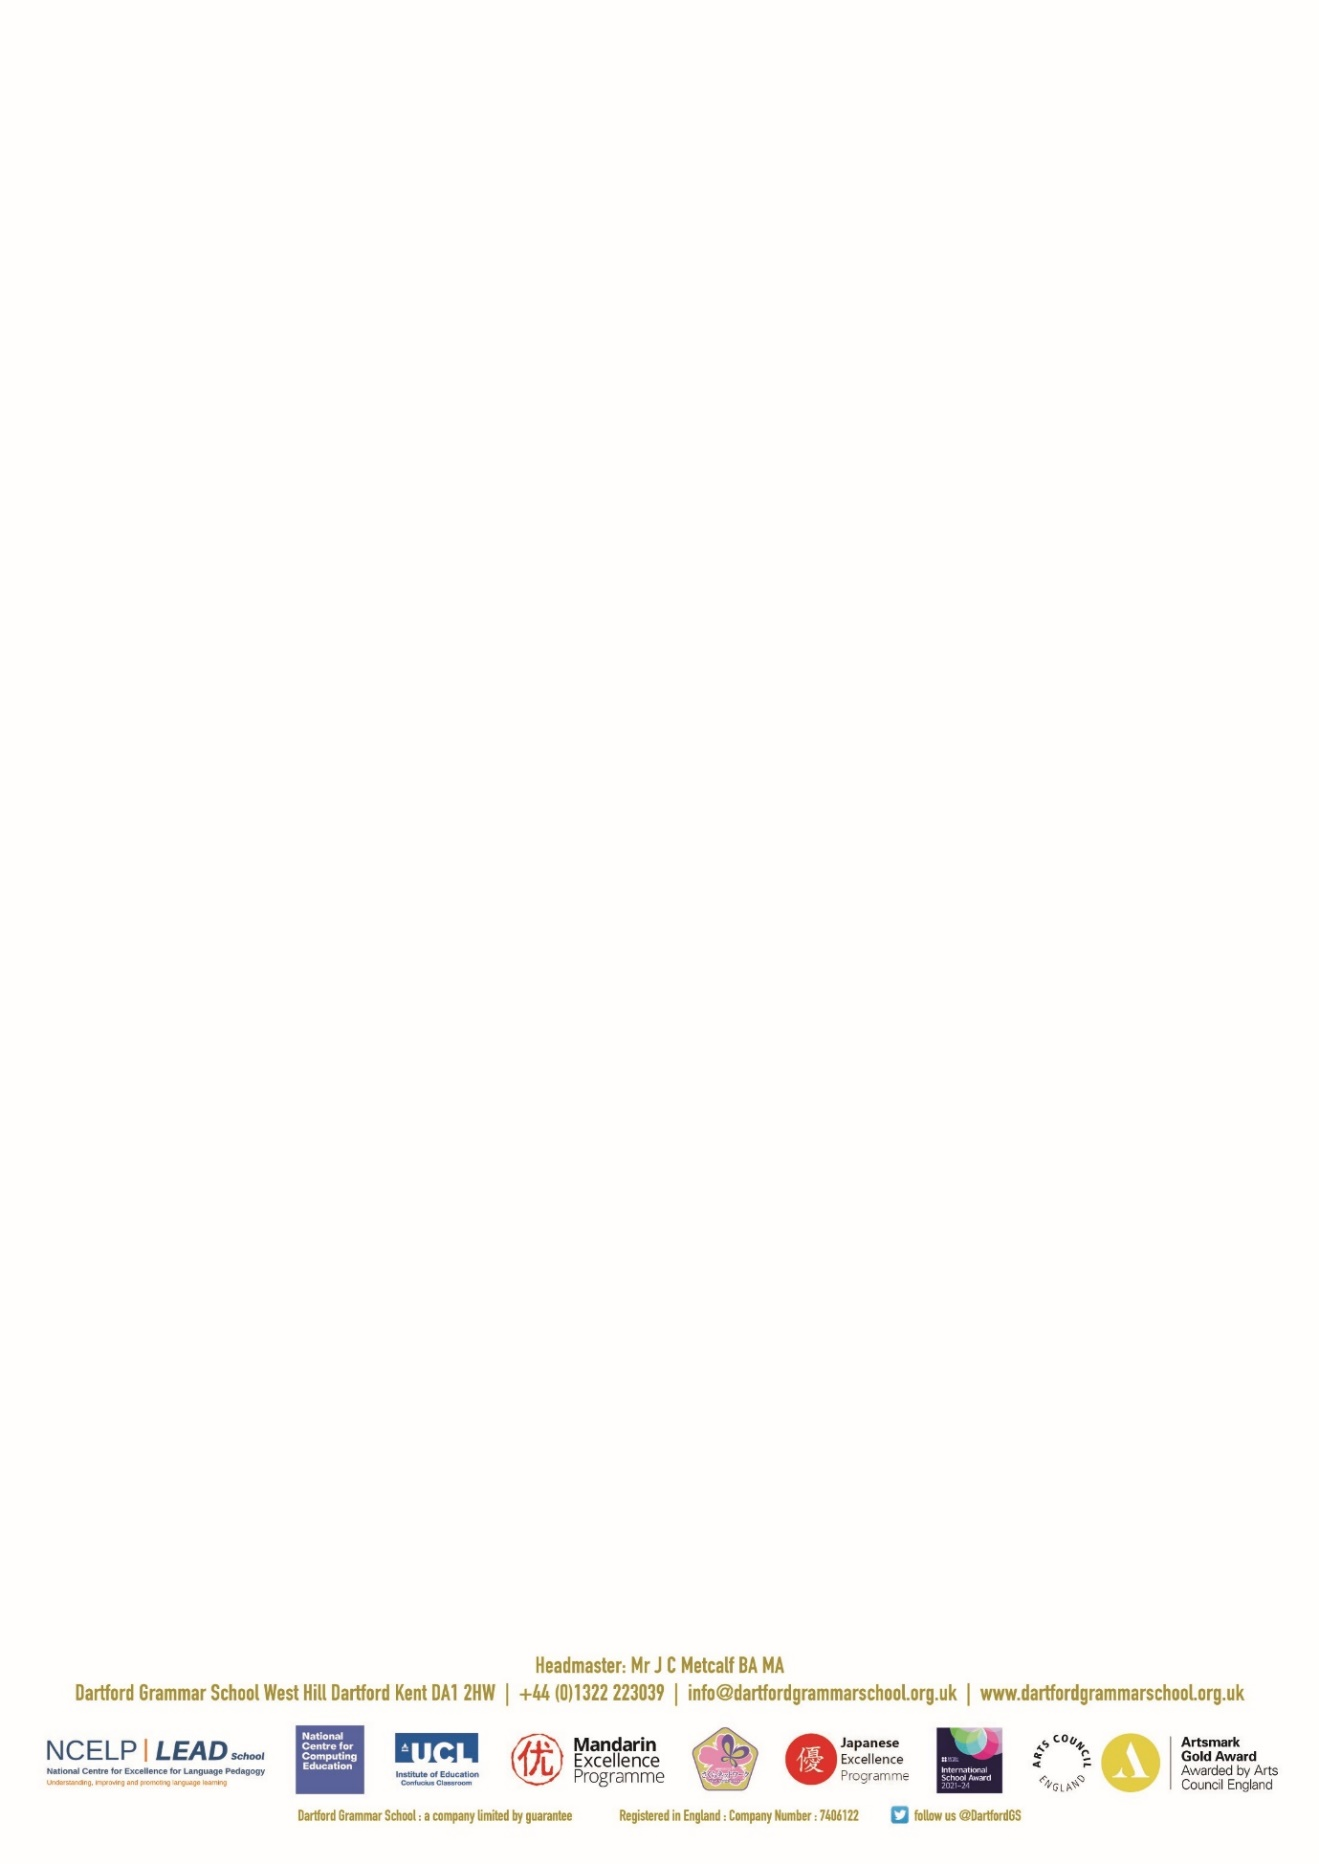 Headmaster: Mr J C Metcalf BA MA
Dartford Grammar School West Hill Dartford Kent DA1 2HW | +44 (0)1322 223039 | info@dartfordgrammarschool.org.uk | www.dartfordgrammarschool.org.uk
NCELP | LEAD School
National Centre for Excellence for Language Pedagogy
Understanding, improving and promoting language learning
National
Centre for
Computing
Education
UCL
Institute of Education
Confucius Classroom
优
Mandarin
Excellence
Programme
優
Japanese
Excellence
Programme
International
School Award
2021–24
ARTS COUNCIL
ENGLAND
Artsmark
Gold Award
Awarded by Arts
Council England
Dartford Grammar School : a company limited by guarantee
Registered in England : Company Number : 7406122
follow us @DartfordGS